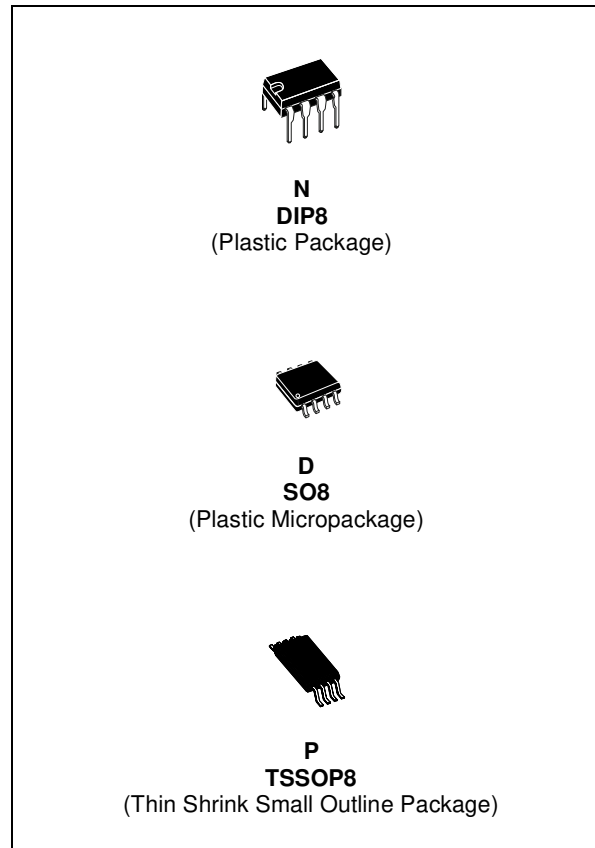 N
DIP8
(Plastic Package)
D
SO8
(Plastic Micropackage)
P
TSSOP8
(Thin Shrink Small Outline Package)